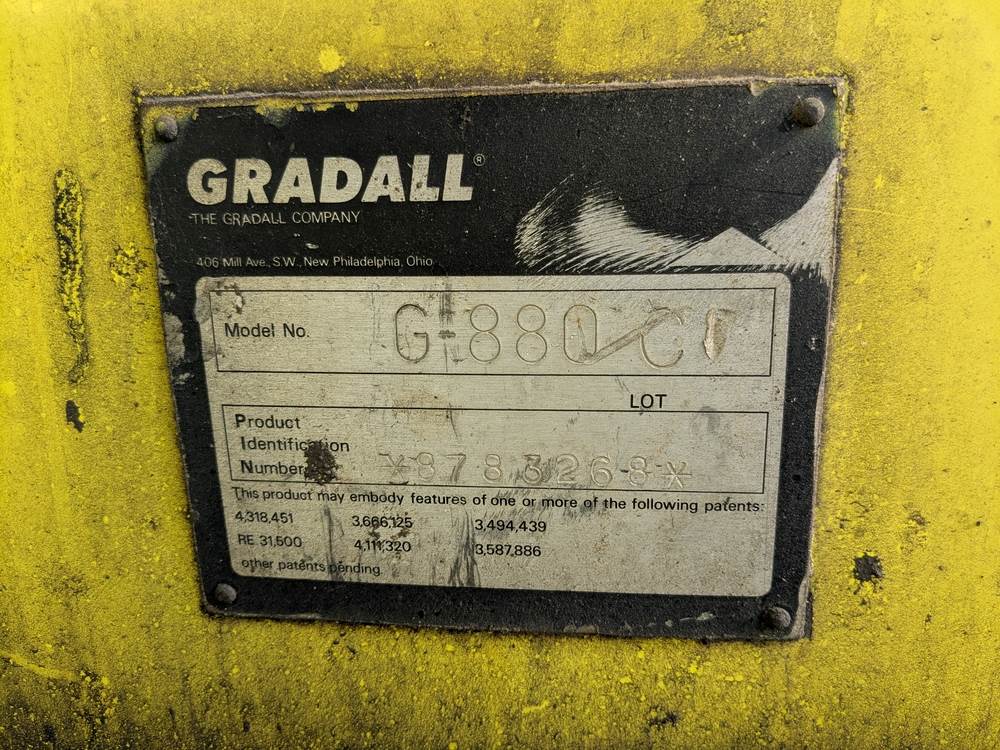 GRADALL®
THE GRADALL COMPANY
406 Mill Ave., S.W., New Philadelphia, Ohio
Model No. G-880/C
LOT
Product
Identification
Number *8783268*
This product may embody features of one or more of the following patents:
4,318,451 3,666,125 3,494,439
RE 31,500 4,111,320 3,587,886
other patents pending